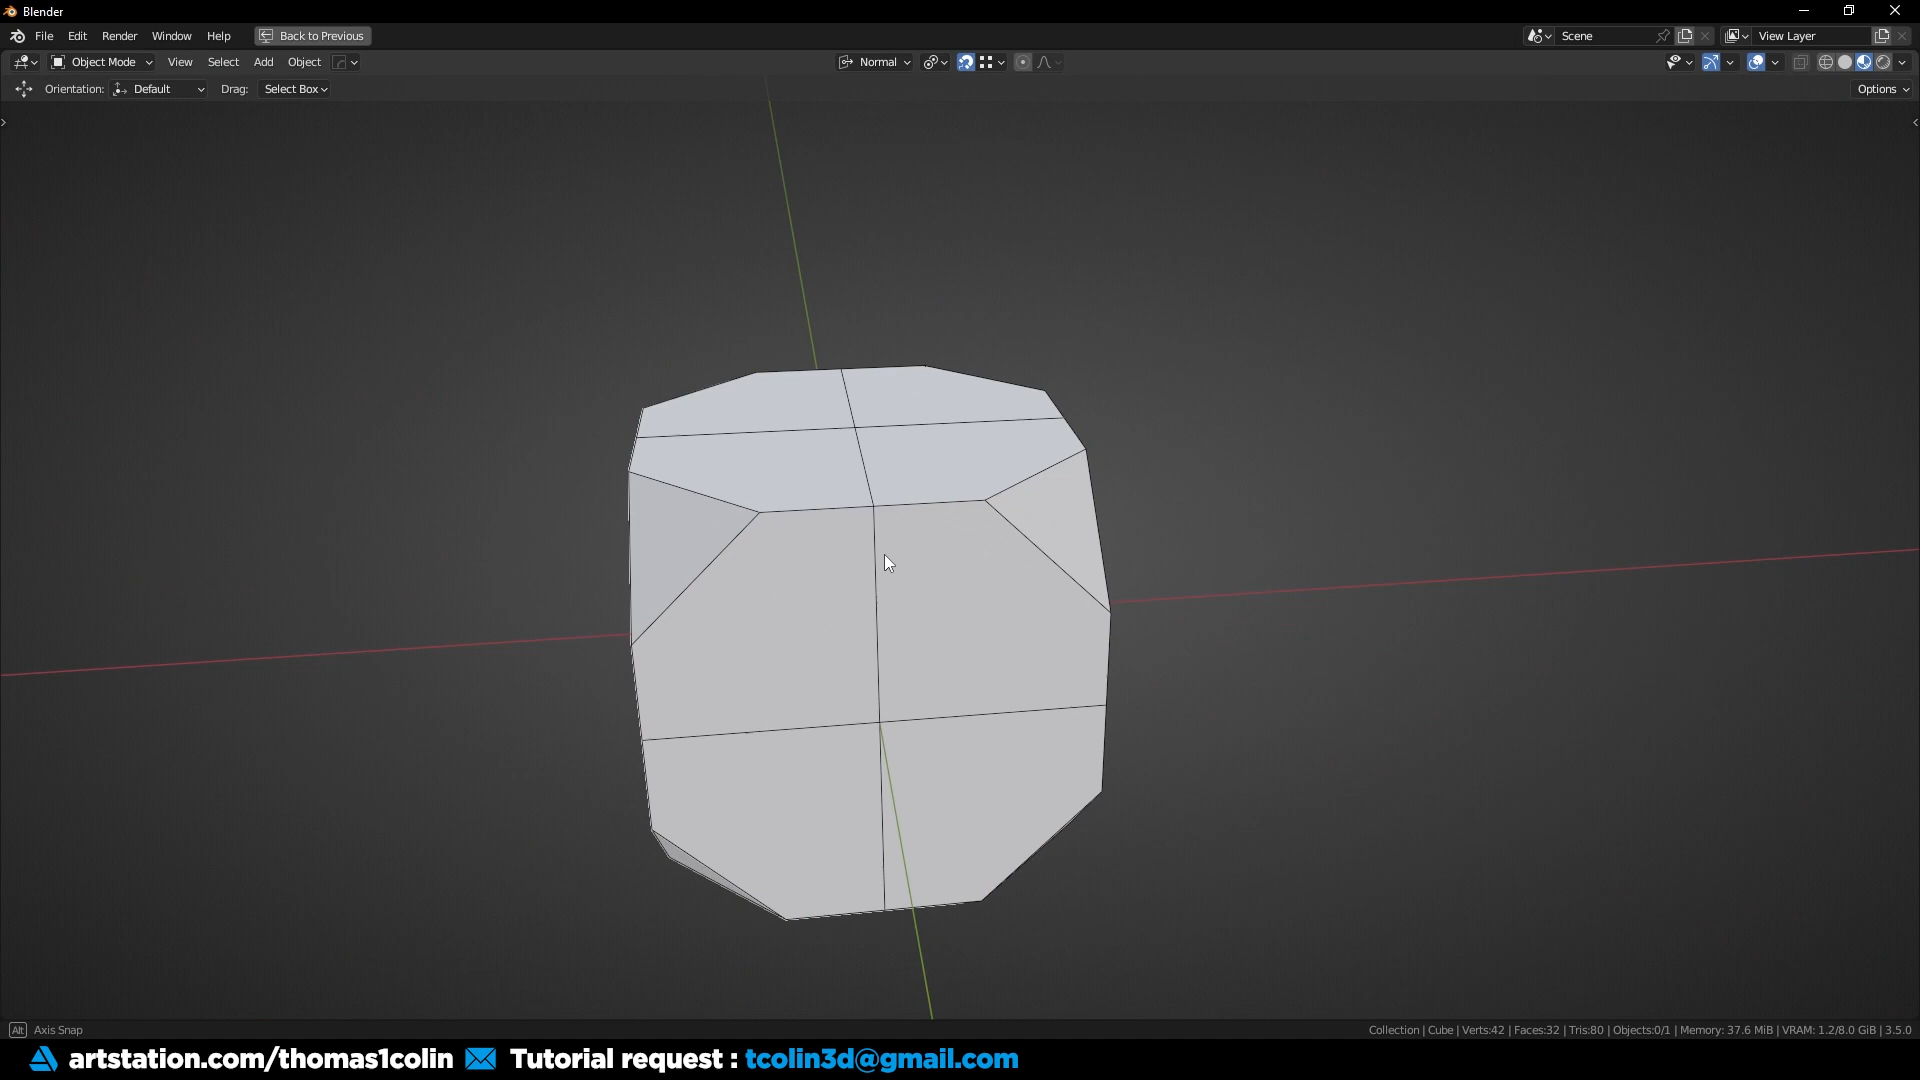 Blender
File Edit Render Window Help Back to Previous Scene View Layer
Object Mode View Select Add Object Normal
Orientation: Default Drag: Select Box Options
Alt Axis Snap Collection | Cube | Verts:42 | Faces:32 | Tris:80 | Objects:0/1 | Memory: 37.6 MiB | VRAM: 1.2/8.0 GiB | 3.5.0
artstation.com/thomas1colin Tutorial request : tcolin3d@gmail.com